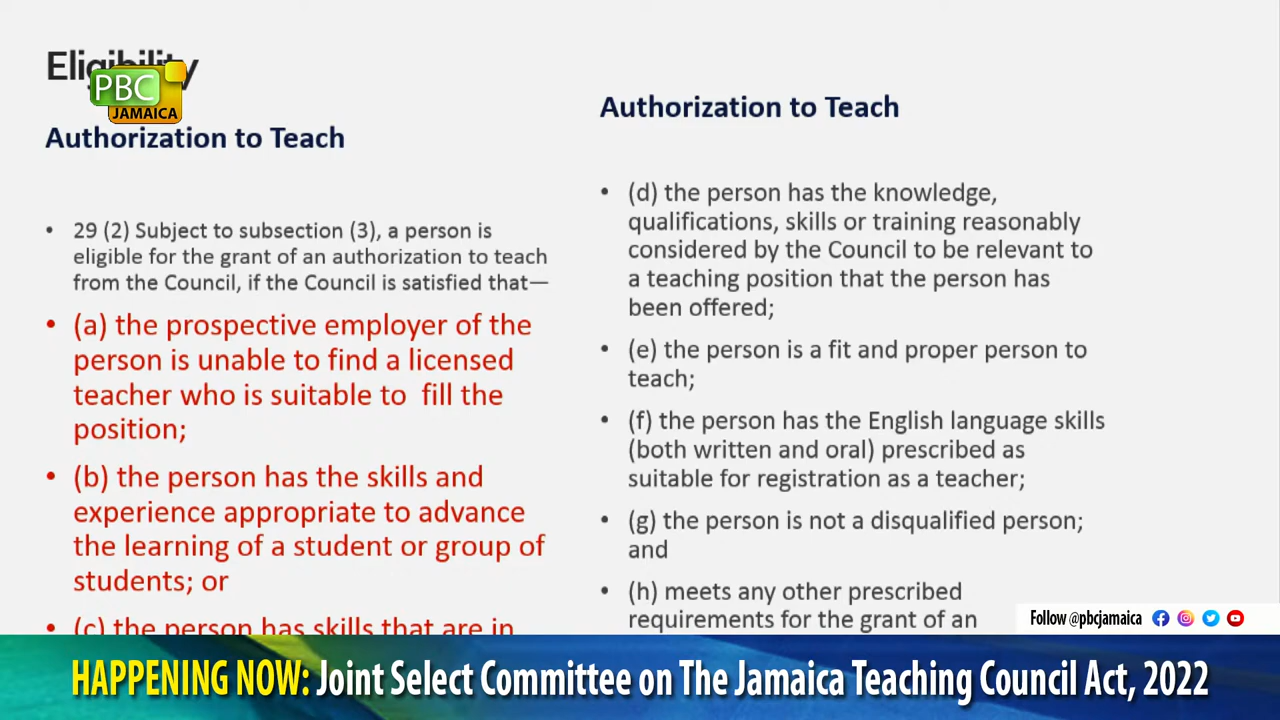 Eligibility
PBC
JAMAICA
Authorization to Teach
• 29 (2) Subject to subsection (3), a person is
eligible for the grant of an authorization to teach
from the Council, if the Council is satisfied that—
• (a) the prospective employer of the
person is unable to find a licensed
teacher who is suitable to fill the
position;
• (b) the person has the skills and
experience appropriate to advance
the learning of a student or group of
students; or
• (c) the person has skills that are in
Authorization to Teach
• (d) the person has the knowledge,
qualifications, skills or training reasonably
considered by the Council to be relevant to
a teaching position that the person has
been offered;
• (e) the person is a fit and proper person to
teach;
• (f) the person has the English language skills
(both written and oral) prescribed as
suitable for registration as a teacher;
• (g) the person is not a disqualified person;
and
• (h) meets any other prescribed
requirements for the grant of an
Follow @pbcjamaica
HAPPENING NOW: Joint Select Committee on The Jamaica Teaching Council Act, 2022